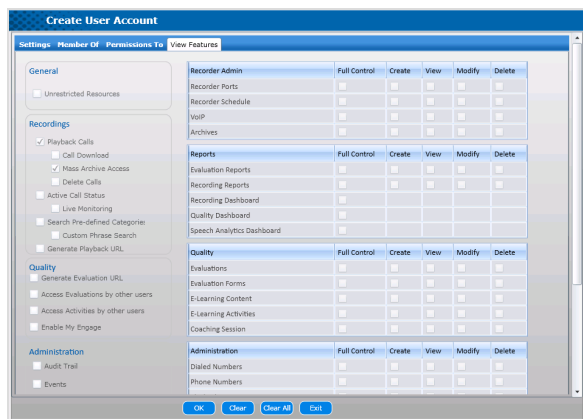 Create User Account
Settings Member Of Permissions To View Features
General
Unrestricted Resources
Recordings
Playback Calls
Call Download
Mass Archive Access
Delete Calls
Active Call Status
Live Monitoring
Search Pre-defined Categorie
Custom Phrase Search
Generate Playback URL
Quality
Generate Evaluation URL
Access Evaluations by other users
Access Activities by other users
Enable My Engage
Administration
Audit Trail
Events
Recorder Admin Full Control Create View Modify Delete
Recorder Ports
Recorder Schedule
VoIP
Archives
Reports Full Control Create View Modify Delete
Evaluation Reports
Recording Reports
Recording Dashboard
Quality Dashboard
Speech Analytics Dashboard
Quality Full Control Create View Modify Delete
Evaluations
Evaluation Forms
E-Learning Content
E-Learning Activities
Coaching Session
Administration Full Control Create View Modify Delete
Dialed Numbers
Phone Numbers
OK Clear Clear All Exit